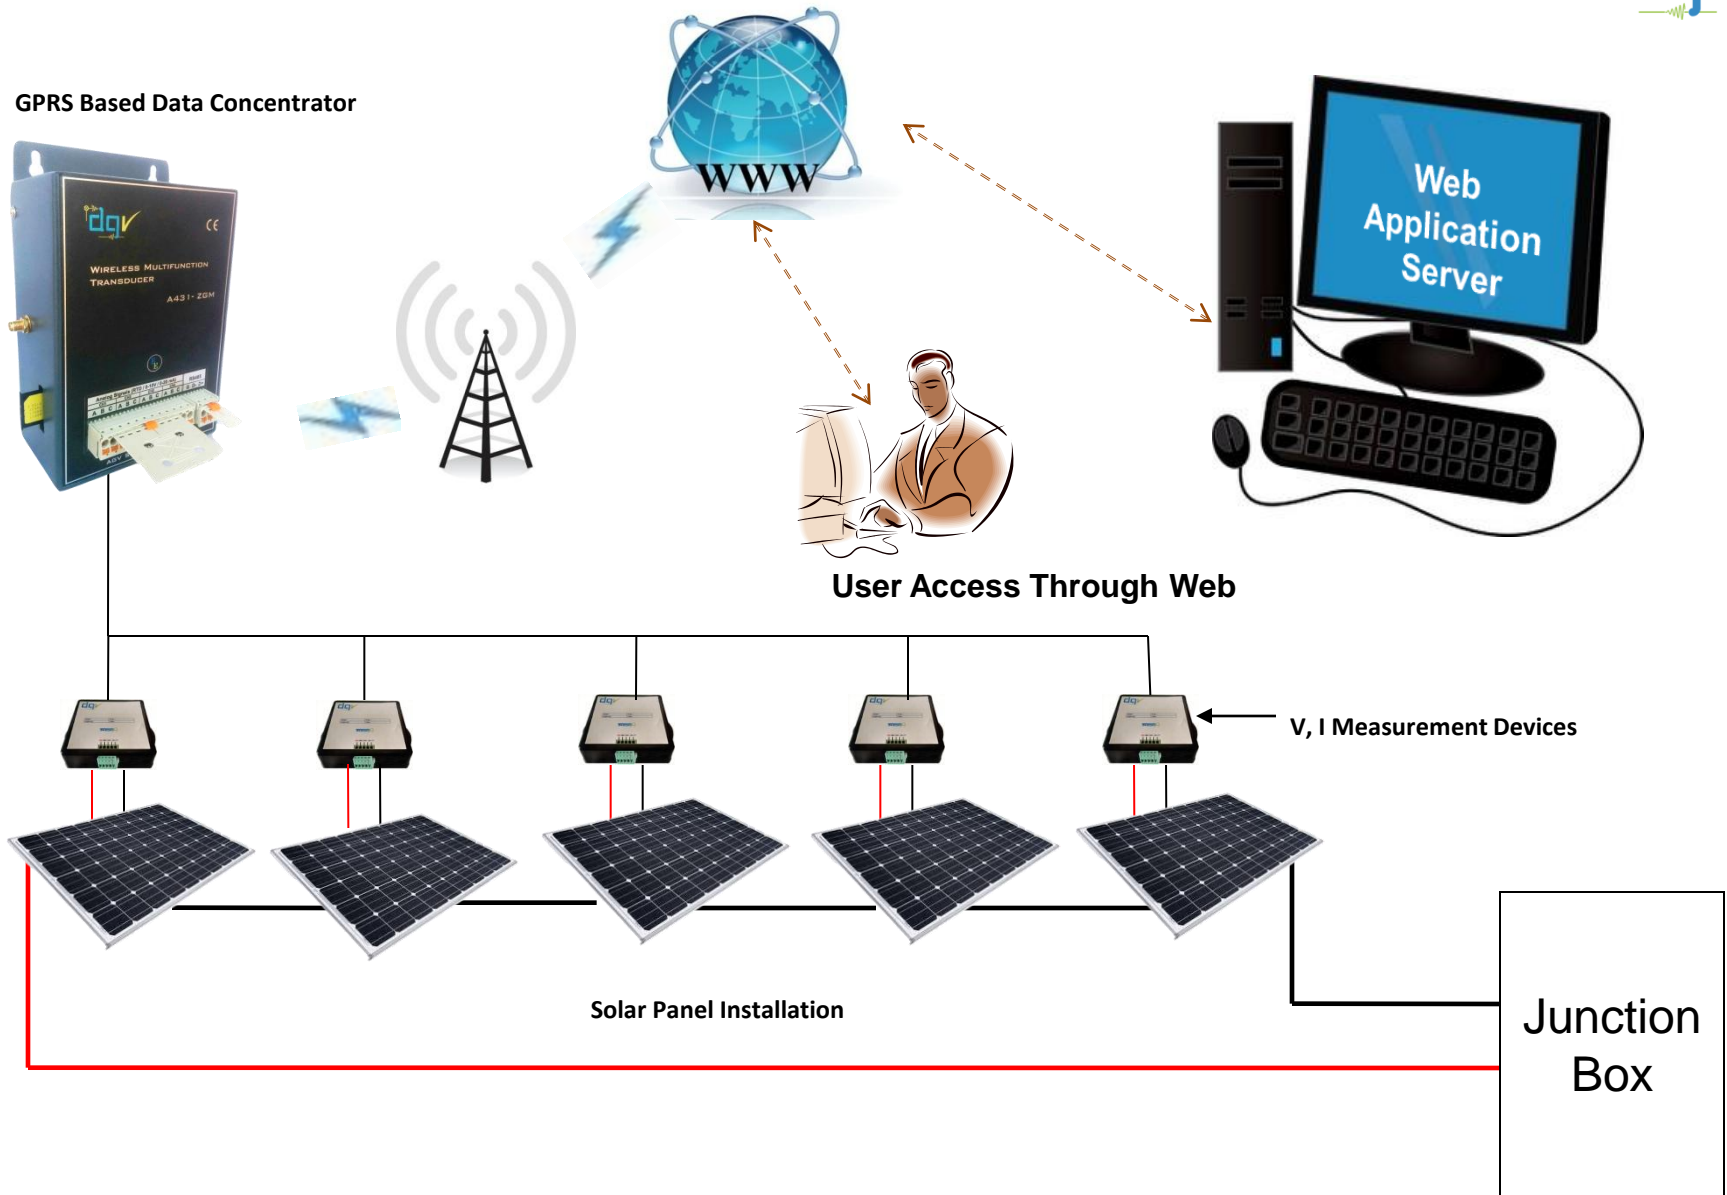 GPRS Based Data Concentrator
dqv
CE
WIRELESS MULTIFUNCTION
TRANSDUCER
A431- ZGM
WWW
Web
Application
Server
User Access Through Web
V, I Measurement Devices
Solar Panel Installation
Junction
Box